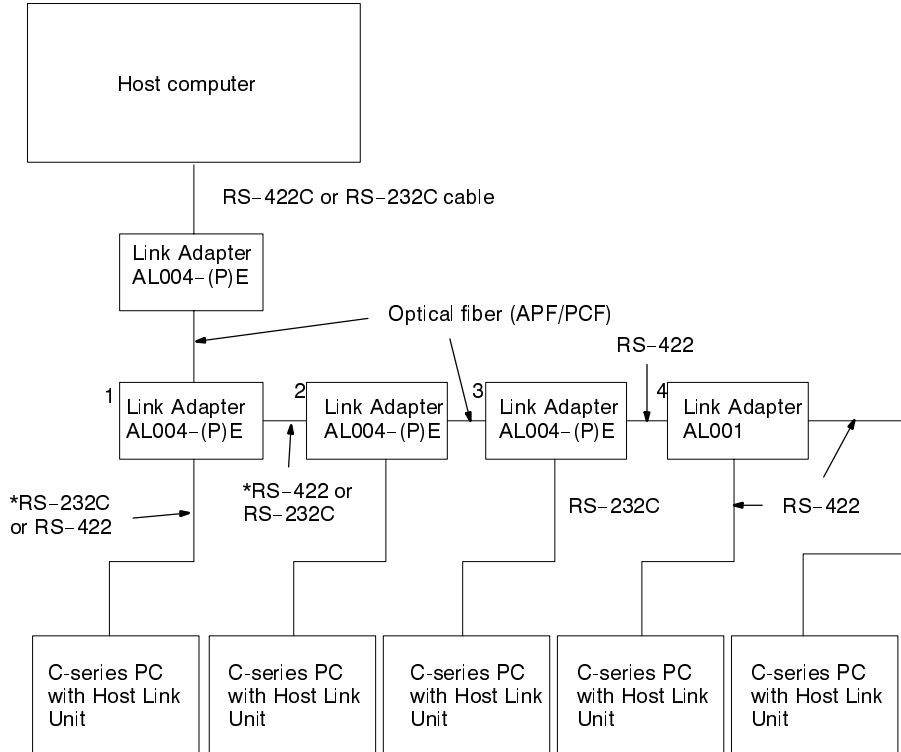 Host computer
RS-422C or RS-232C cable
Link Adapter
AL004-(P)E
Optical fiber (APF/PCF)
RS-422
1
Link Adapter
AL004-(P)E
2
Link Adapter
AL004-(P)E
3
Link Adapter
AL004-(P)E
4
Link Adapter
AL001
*RS-232C
or RS-422
*RS-422 or
RS-232C
RS-232C
RS-422
C-series PC
with Host Link
Unit
C-series PC
with Host Link
Unit
C-series PC
with Host Link
Unit
C-series PC
with Host Link
Unit
C-series PC
with Host Link
Unit